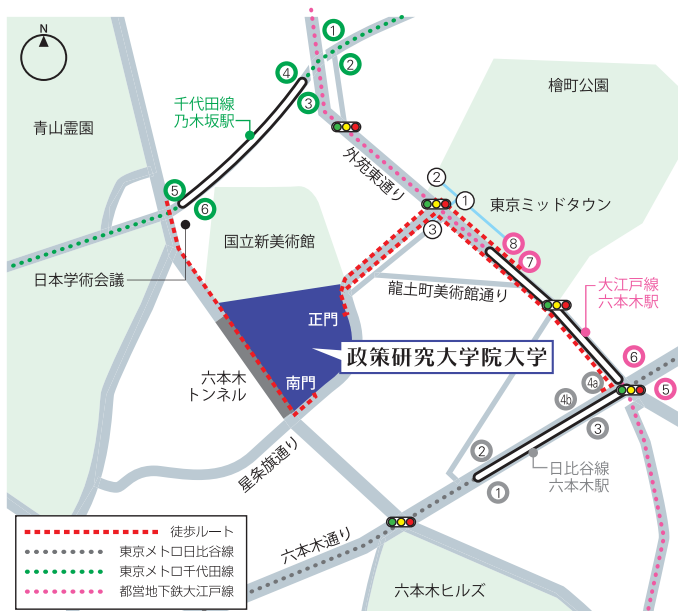 N
①
②
③
④
千代田線
乃木坂駅
青山霊園
檜町公園
外苑東通り
②
①
③
東京ミッドタウン
⑤
⑥
国立新美術館
⑧
⑦
日本学術会議
龍土町美術館通り
大江戸線
六本木駅
正門
政策研究大学院大学
南門
六本木
トンネル
⑥
⑤
4a
4b
③
②
①
日比谷線
六本木駅
星条旗通り
六本木通り
六本木ヒルズ
徒歩ルート
東京メトロ日比谷線
東京メトロ千代田線
都営地下鉄大江戸線